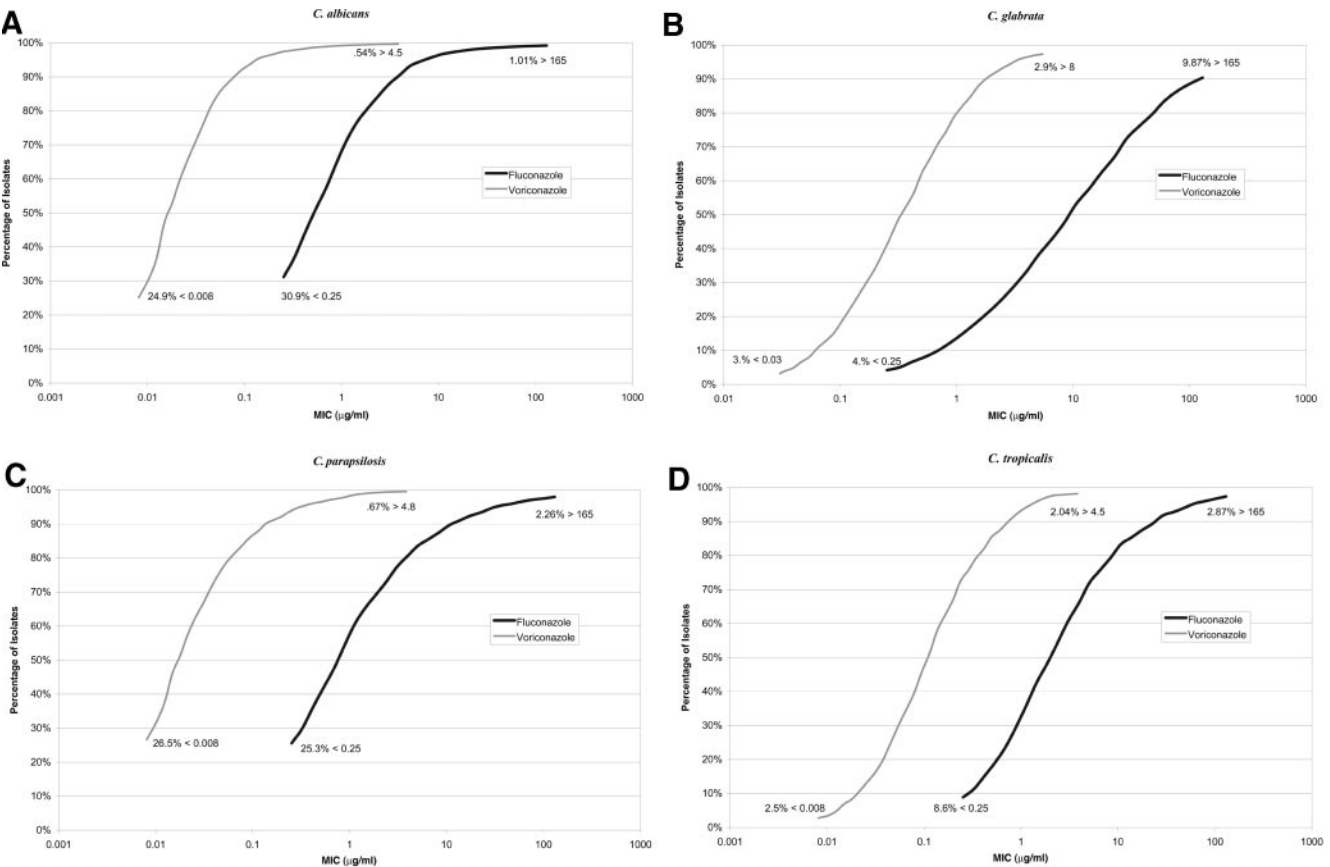 A
C. albicans
100%
90%
80%
70%
60%
50%
40%
30%
20%
10%
0%
Percentage of Isolates
.54% > 4.5
1.01% > 165
Fluconazole
Voriconazole
24.9% < 0.008
30.9% < 0.25
0.001
0.01
0.1
1
10
100
1000
MIC (µg/ml)
B
C. glabrata
100%
90%
80%
70%
60%
50%
40%
30%
20%
10%
0%
Percentage of Isolates
2.9% > 8
9.87% > 165
Fluconazole
Voriconazole
3.% < 0.03
4.% < 0.25
0.01
0.1
1
10
100
1000
MIC (µg/ml)
C
C. parapsilosis
100%
90%
80%
70%
60%
50%
40%
30%
20%
10%
0%
Percentage of Isolates
.67% > 4.8
2.26% > 165
Fluconazole
Voriconazole
26.5% < 0.008
25.3% < 0.25
0.001
0.01
0.1
1
10
100
1000
MIC (µg/ml)
D
C. tropicalis
100%
90%
80%
70%
60%
50%
40%
30%
20%
10%
0%
Percentage of Isolates
2.04% > 4.5
2.87% > 165
Fluconazole
Voriconazole
2.5% < 0.008
8.6% < 0.25
0.001
0.01
0.1
1
10
100
1000
MIC (µg/ml)